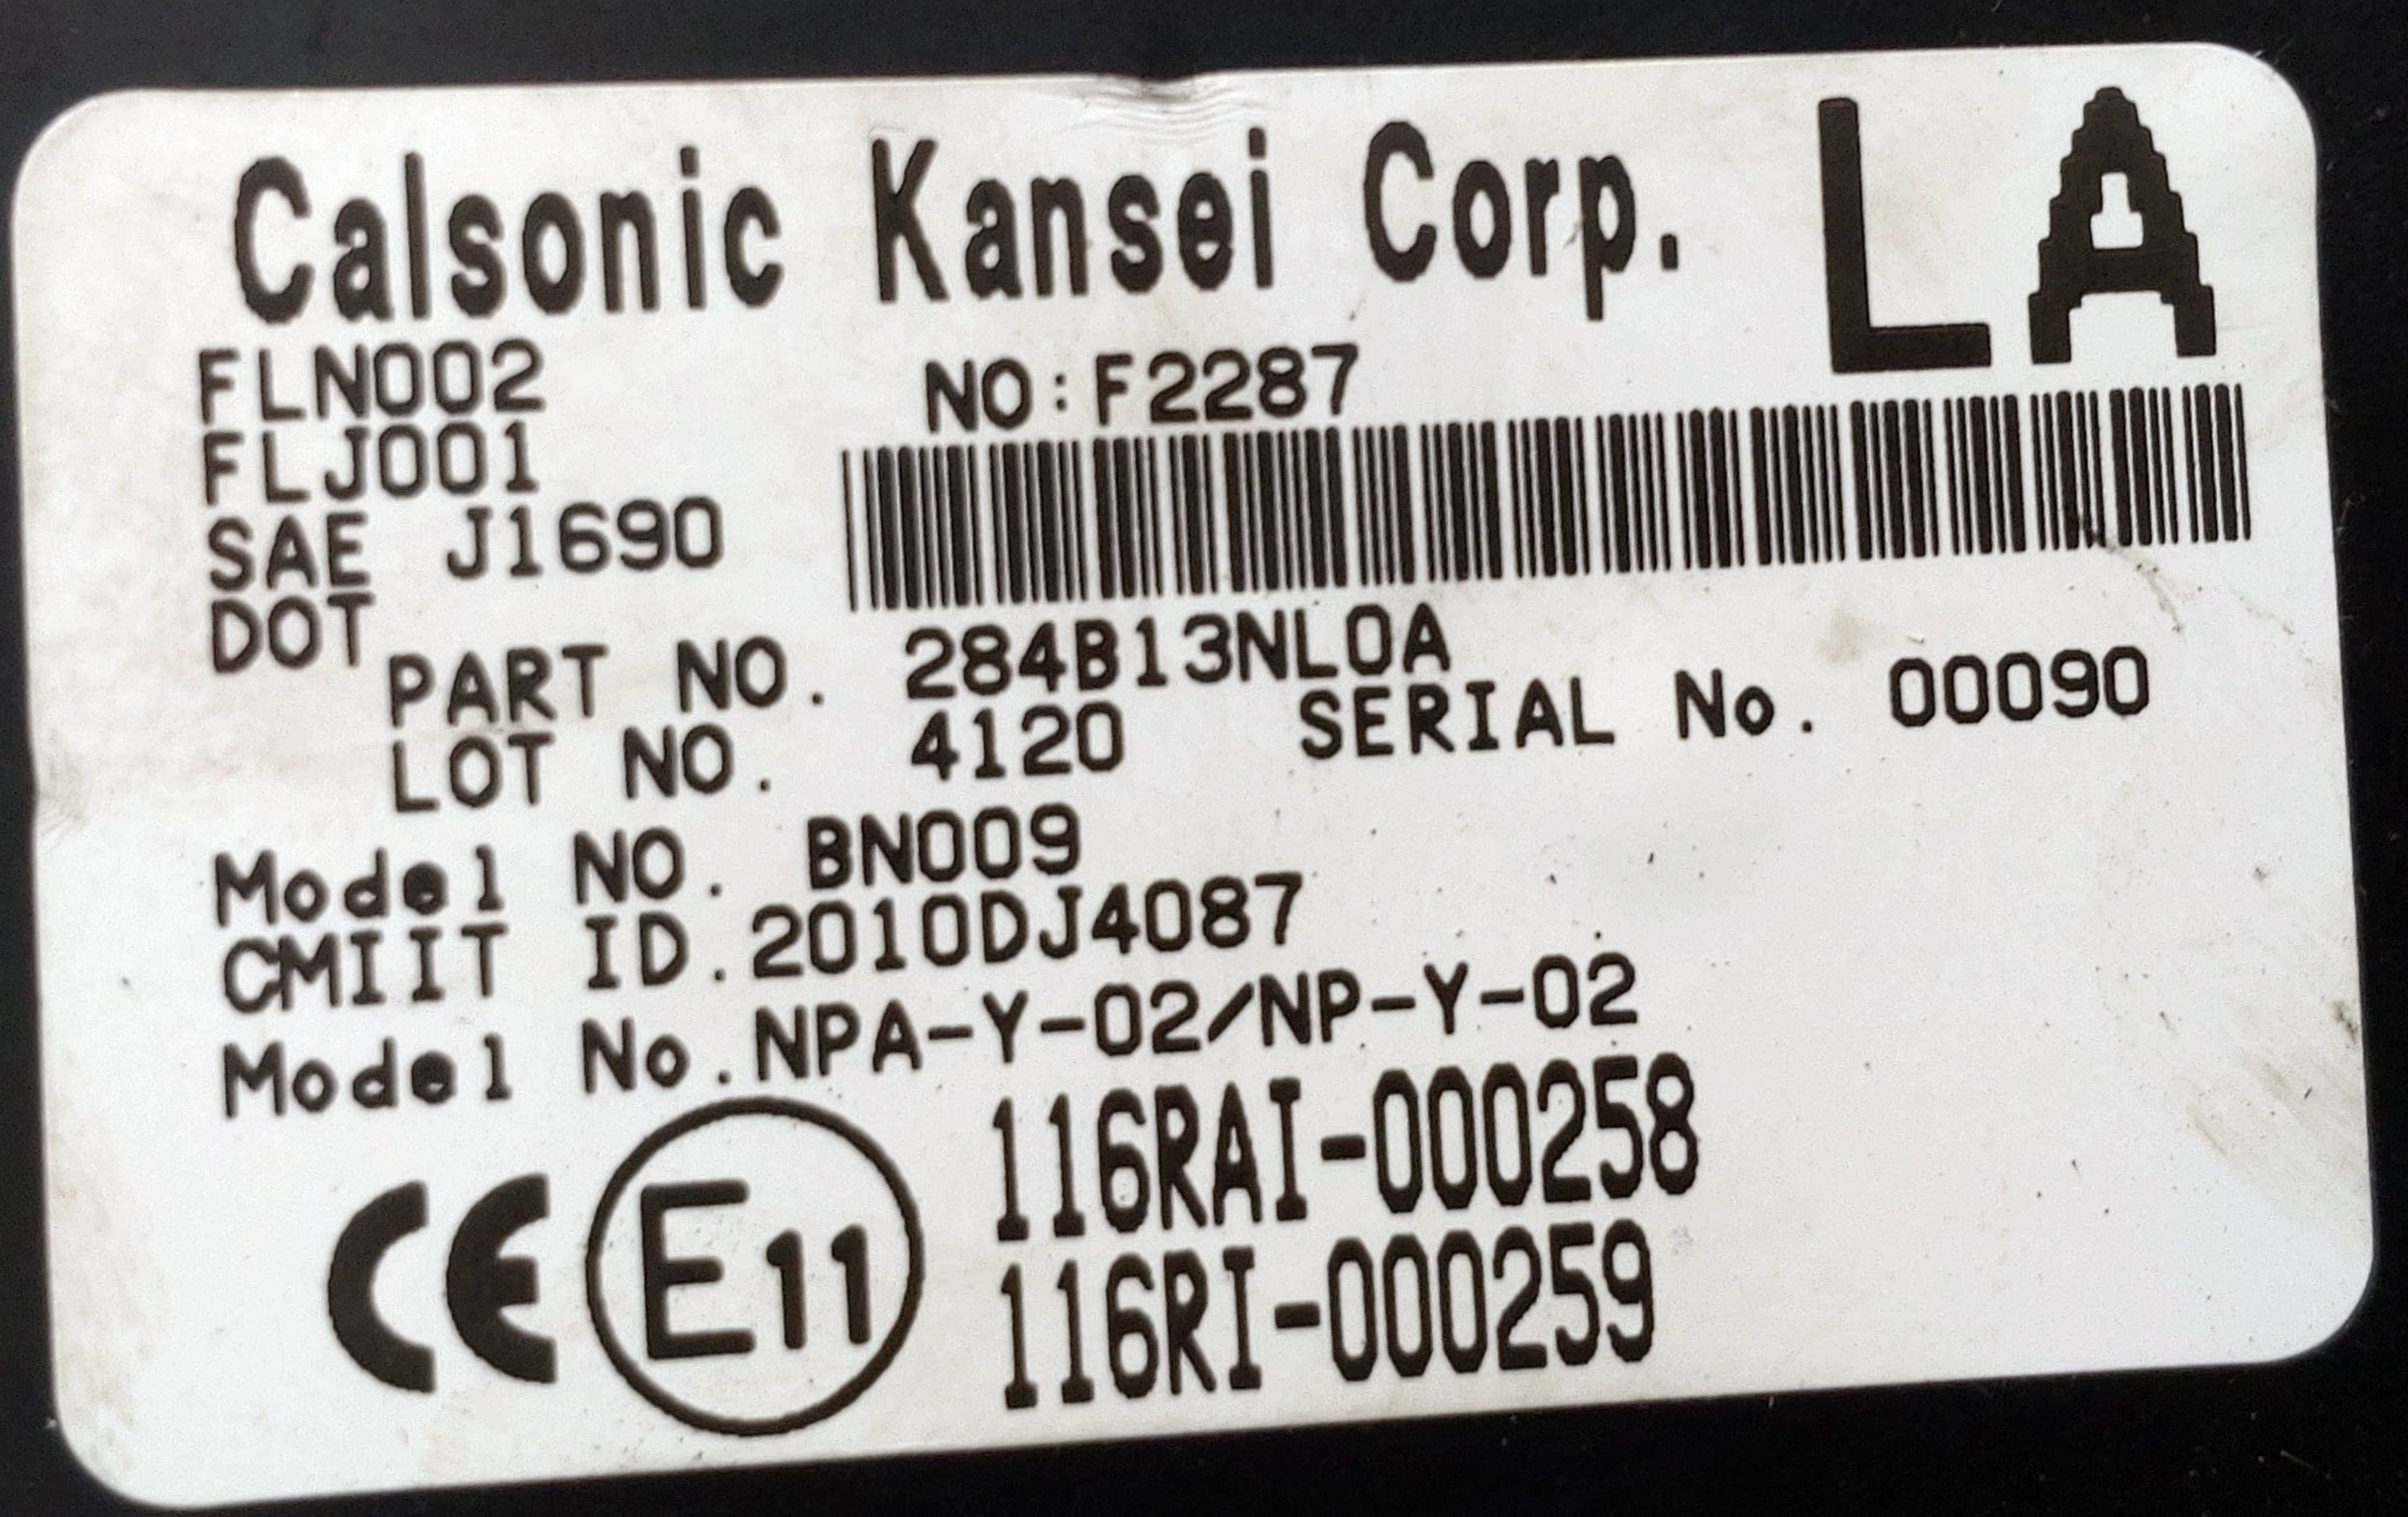 Calsonic Kansei Corp. LA
FLN002 NO:F2287
FLJ001
SAE J1690
DOT
PART NO. 284B13NL0A
LOT NO. 4120 SERIAL No. 00090
Model NO. BN009
CMIIT ID.2010DJ4087
Model No.NPA-Y-02/NP-Y-02
116RAI-000258
CE E11
116RI-000259